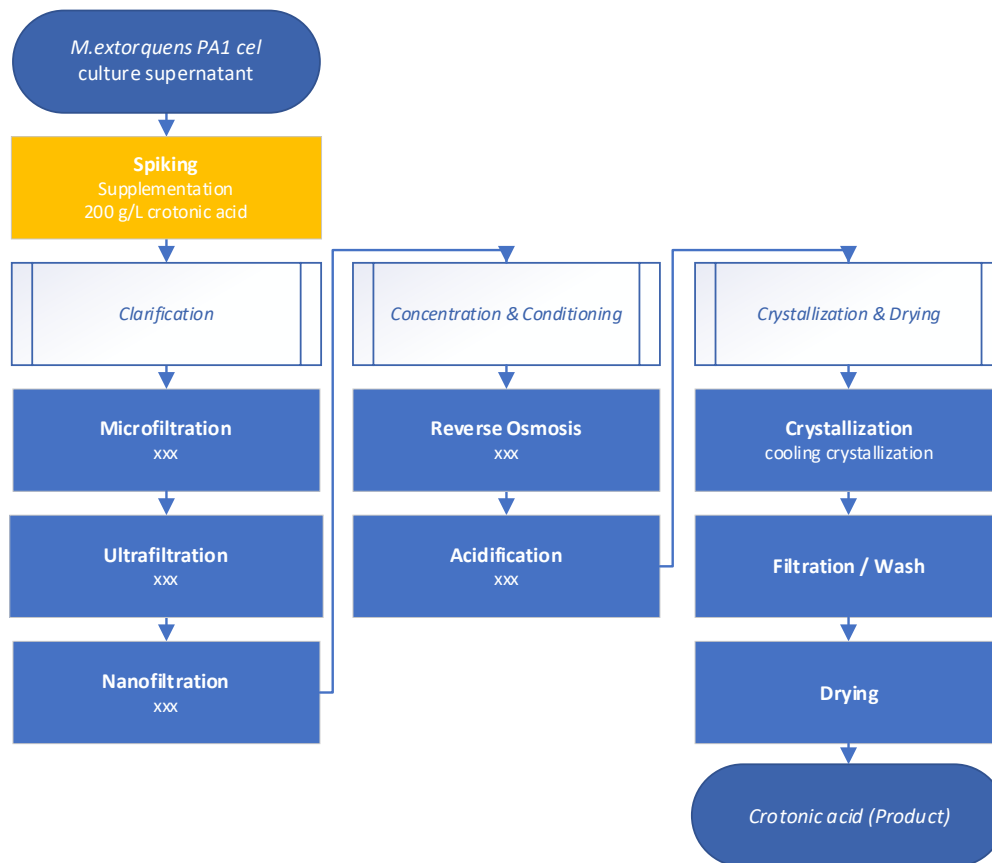 M.extorquens PA1 cel
culture supernatant
Spiking
Supplementation
200 g/L crotonic acid
Clarification
Microfiltration
xxx
Ultrafiltration
xxx
Nanofiltration
xxx
Concentration & Conditioning
Reverse Osmosis
xxx
Acidification
xxx
Crystallization & Drying
Crystallization
cooling crystallization
Filtration / Wash
Drying
Crotonic acid (Product)